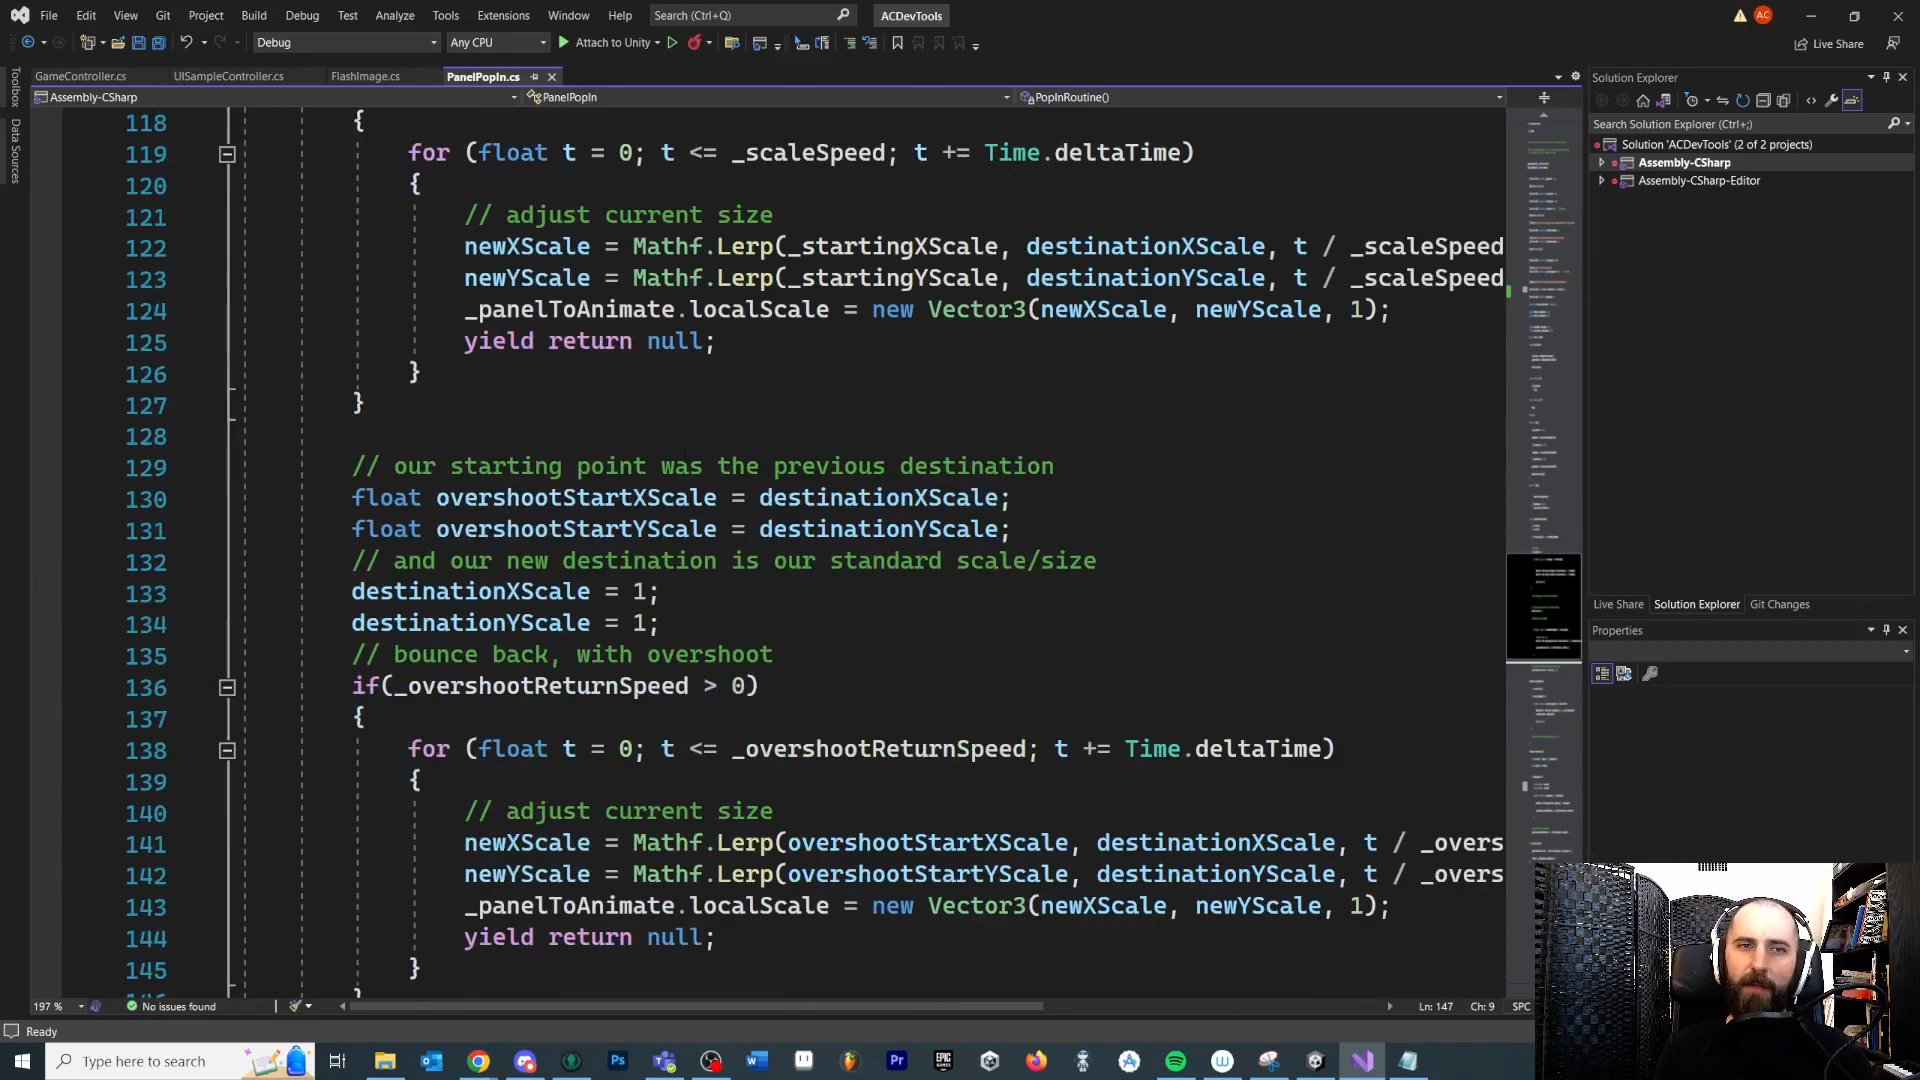 File Edit View Git Project Build Debug Test Analyze Tools Extensions Window Help Search (Ctrl+Q) ACDevTools AC
Debug Any CPU Attach to Unity Live Share
GameController.cs UISampleController.cs FlashImage.cs PanelPopIn.cs Solution Explorer
Assembly-CSharp PanelPopIn PopInRoutine()
Toolbox
Data Sources
118 {
119 for (float t = 0; t <= _scaleSpeed; t += Time.deltaTime)
120 {
121 // adjust current size
122 newXScale = Mathf.Lerp(_startingXScale, destinationXScale, t / _scaleSpeed
123 newYScale = Mathf.Lerp(_startingYScale, destinationYScale, t / _scaleSpeed
124 _panelToAnimate.localScale = new Vector3(newXScale, newYScale, 1);
125 yield return null;
126 }
127 }
128
129 // our starting point was the previous destination
130 float overshootStartXScale = destinationXScale;
131 float overshootStartYScale = destinationYScale;
132 // and our new destination is our standard scale/size
133 destinationXScale = 1;
134 destinationYScale = 1;
135 // bounce back, with overshoot
136 if(_overshootReturnSpeed > 0)
137 {
138 for (float t = 0; t <= _overshootReturnSpeed; t += Time.deltaTime)
139 {
140 // adjust current size
141 newXScale = Mathf.Lerp(overshootStartXScale, destinationXScale, t / _overs
142 newYScale = Mathf.Lerp(overshootStartYScale, destinationYScale, t / _overs
143 _panelToAnimate.localScale = new Vector3(newXScale, newYScale, 1);
144 yield return null;
145 }
Search Solution Explorer (Ctrl+;)
Solution 'ACDevTools' (2 of 2 projects)
Assembly-CSharp
Assembly-CSharp-Editor
Live Share Solution Explorer Git Changes
Properties
197 % No issues found Ln: 147 Ch: 9 SPC
Ready
Type here to search